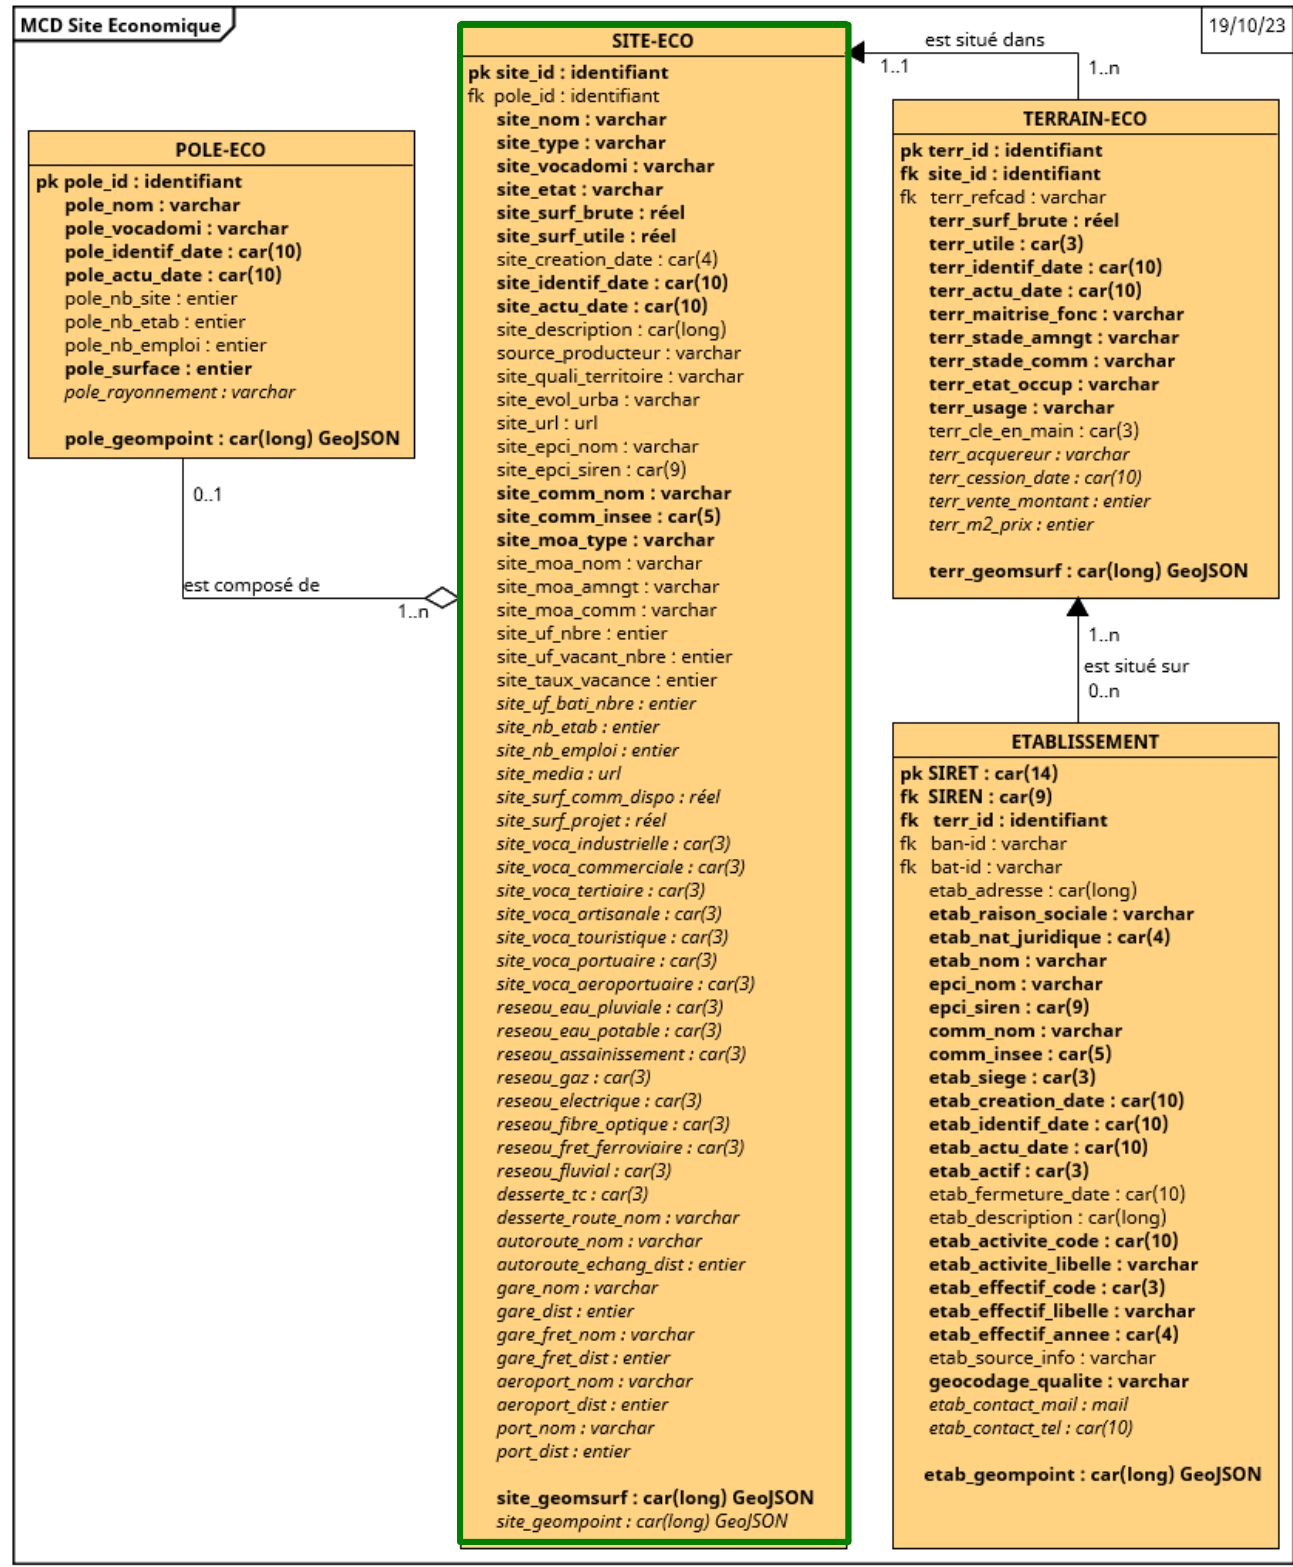 MCD Site Economique
19/10/23
POLE-ECO
pk pole_id : identifiant
pole_nom : varchar
pole_vocadomi : varchar
pole_identif_date : car(10)
pole_actu_date : car(10)
pole_nb_site : entier
pole_nb_etab : entier
pole_nb_emploi : entier
pole_surface : entier
pole_rayonnement : varchar
pole_geompoint : car(long) GeoJSON
0..1
est composé de
1..n
SITE-ECO
pk site_id : identifiant
fk pole_id : identifiant
site_nom : varchar
site_type : varchar
site_vocadomi : varchar
site_etat : varchar
site_surf_brute : réel
site_surf_utile : réel
site_creation_date : car(4)
site_identif_date : car(10)
site_actu_date : car(10)
site_description : car(long)
source_producteur : varchar
site_quali_territoire : varchar
site_evol_urba : varchar
site_url : url
site_epci_nom : varchar
site_epci_siren : car(9)
site_comm_nom : varchar
site_comm_insee : car(5)
site_moa_type : varchar
site_moa_nom : varchar
site_moa_amngt : varchar
site_moa_comm : varchar
site_uf_nbre : entier
site_uf_vacant_nbre : entier
site_taux_vacance : entier
site_uf_bati_nbre : entier
site_nb_etab : entier
site_nb_emploi : entier
site_media : url
site_surf_comm_dispo : réel
site_surf_projet : réel
site_voca_industrielle : car(3)
site_voca_commerciale : car(3)
site_voca_tertiaire : car(3)
site_voca_artisanale : car(3)
site_voca_touristique : car(3)
site_voca_portuaire : car(3)
site_voca_aeroportuaire : car(3)
reseau_eau_pluviale : car(3)
reseau_eau_potable : car(3)
reseau_assainissement : car(3)
reseau_gaz : car(3)
reseau_electrique : car(3)
reseau_fibre_optique : car(3)
reseau_fret_ferroviaire : car(3)
reseau_fluvial : car(3)
desserte_tc : car(3)
desserte_route_nom : varchar
autoroute_nom : varchar
autoroute_echang_dist : entier
gare_nom : varchar
gare_dist : entier
gare_fret_nom : varchar
gare_fret_dist : entier
aeroport_nom : varchar
aeroport_dist : entier
port_nom : varchar
port_dist : entier
site_geomsurf : car(long) GeoJSON
site_geompoint : car(long) GeoJSON
est situé dans
1..1
1..n
TERRAIN-ECO
pk terr_id : identifiant
fk site_id : identifiant
fk terr_refcad : varchar
terr_surf_brute : réel
terr_utile : car(3)
terr_identif_date : car(10)
terr_actu_date : car(10)
terr_maitrise_fonc : varchar
terr_stade_amngt : varchar
terr_stade_comm : varchar
terr_etat_occup : varchar
terr_usage : varchar
terr_cle_en_main : car(3)
terr_acquereur : varchar
terr_cession_date : car(10)
terr_vente_montant : entier
terr_m2_prix : entier
terr_geomsurf : car(long) GeoJSON
1..n
est situé sur
0..n
ETABLISSEMENT
pk SIRET : car(14)
fk SIREN : car(9)
fk terr_id : identifiant
fk ban-id : varchar
fk bat-id : varchar
etab_adresse : car(long)
etab_raison_sociale : varchar
etab_nat_juridique : car(4)
etab_nom : varchar
epci_nom : varchar
epci_siren : car(9)
comm_nom : varchar
comm_insee : car(5)
etab_siege : car(3)
etab_creation_date : car(10)
etab_identif_date : car(10)
etab_actu_date : car(10)
etab_actif : car(3)
etab_fermeture_date : car(10)
etab_description : car(long)
etab_activite_code : car(10)
etab_activite_libelle : varchar
etab_effectif_code : car(3)
etab_effectif_libelle : varchar
etab_effectif_annee : car(4)
etab_source_info : varchar
geocodage_qualite : varchar
etab_contact_mail : mail
etab_contact_tel : car(10)
etab_geompoint : car(long) GeoJSON